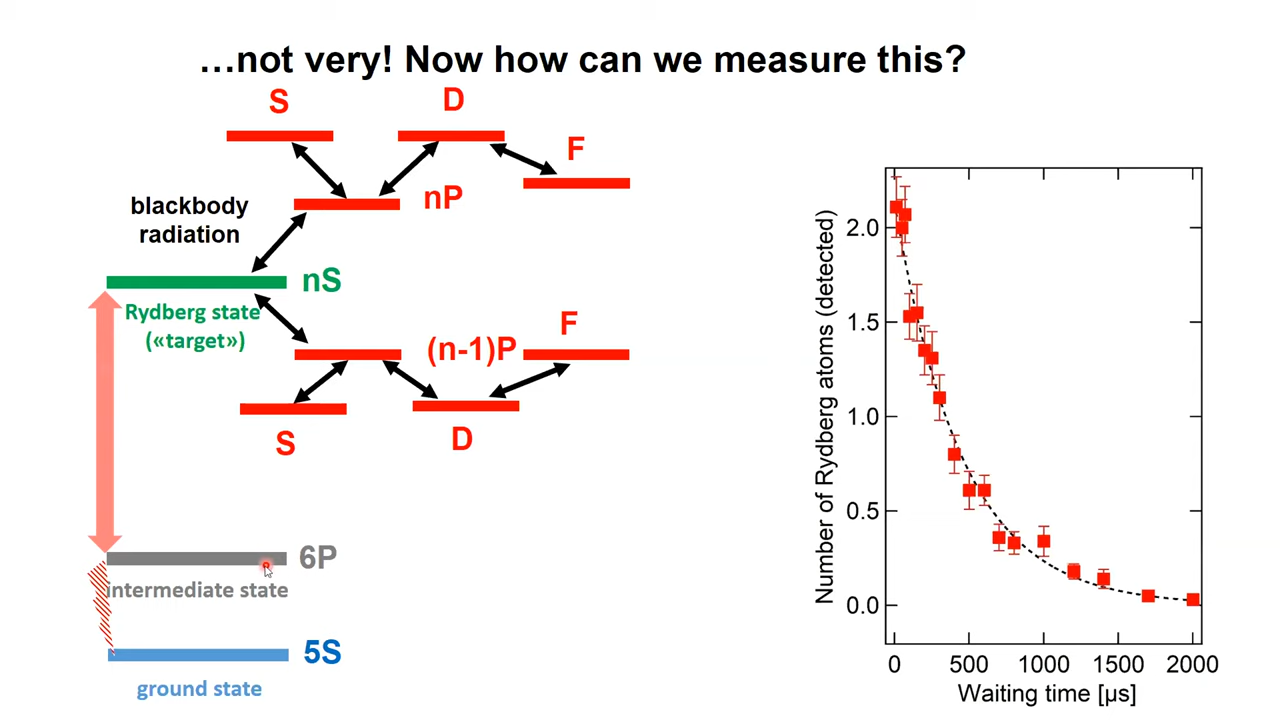 …not very! Now how can we measure this?
S
D
F
nP
blackbody
radiation
nS
Rydberg state
(«target»)
(n-1)P
F
S
D
6P
intermediate state
5S
ground state
Number of Rydberg atoms (detected)
2.0
1.5
1.0
0.5
0.0
0
500
1000
1500
2000
Waiting time [µs]